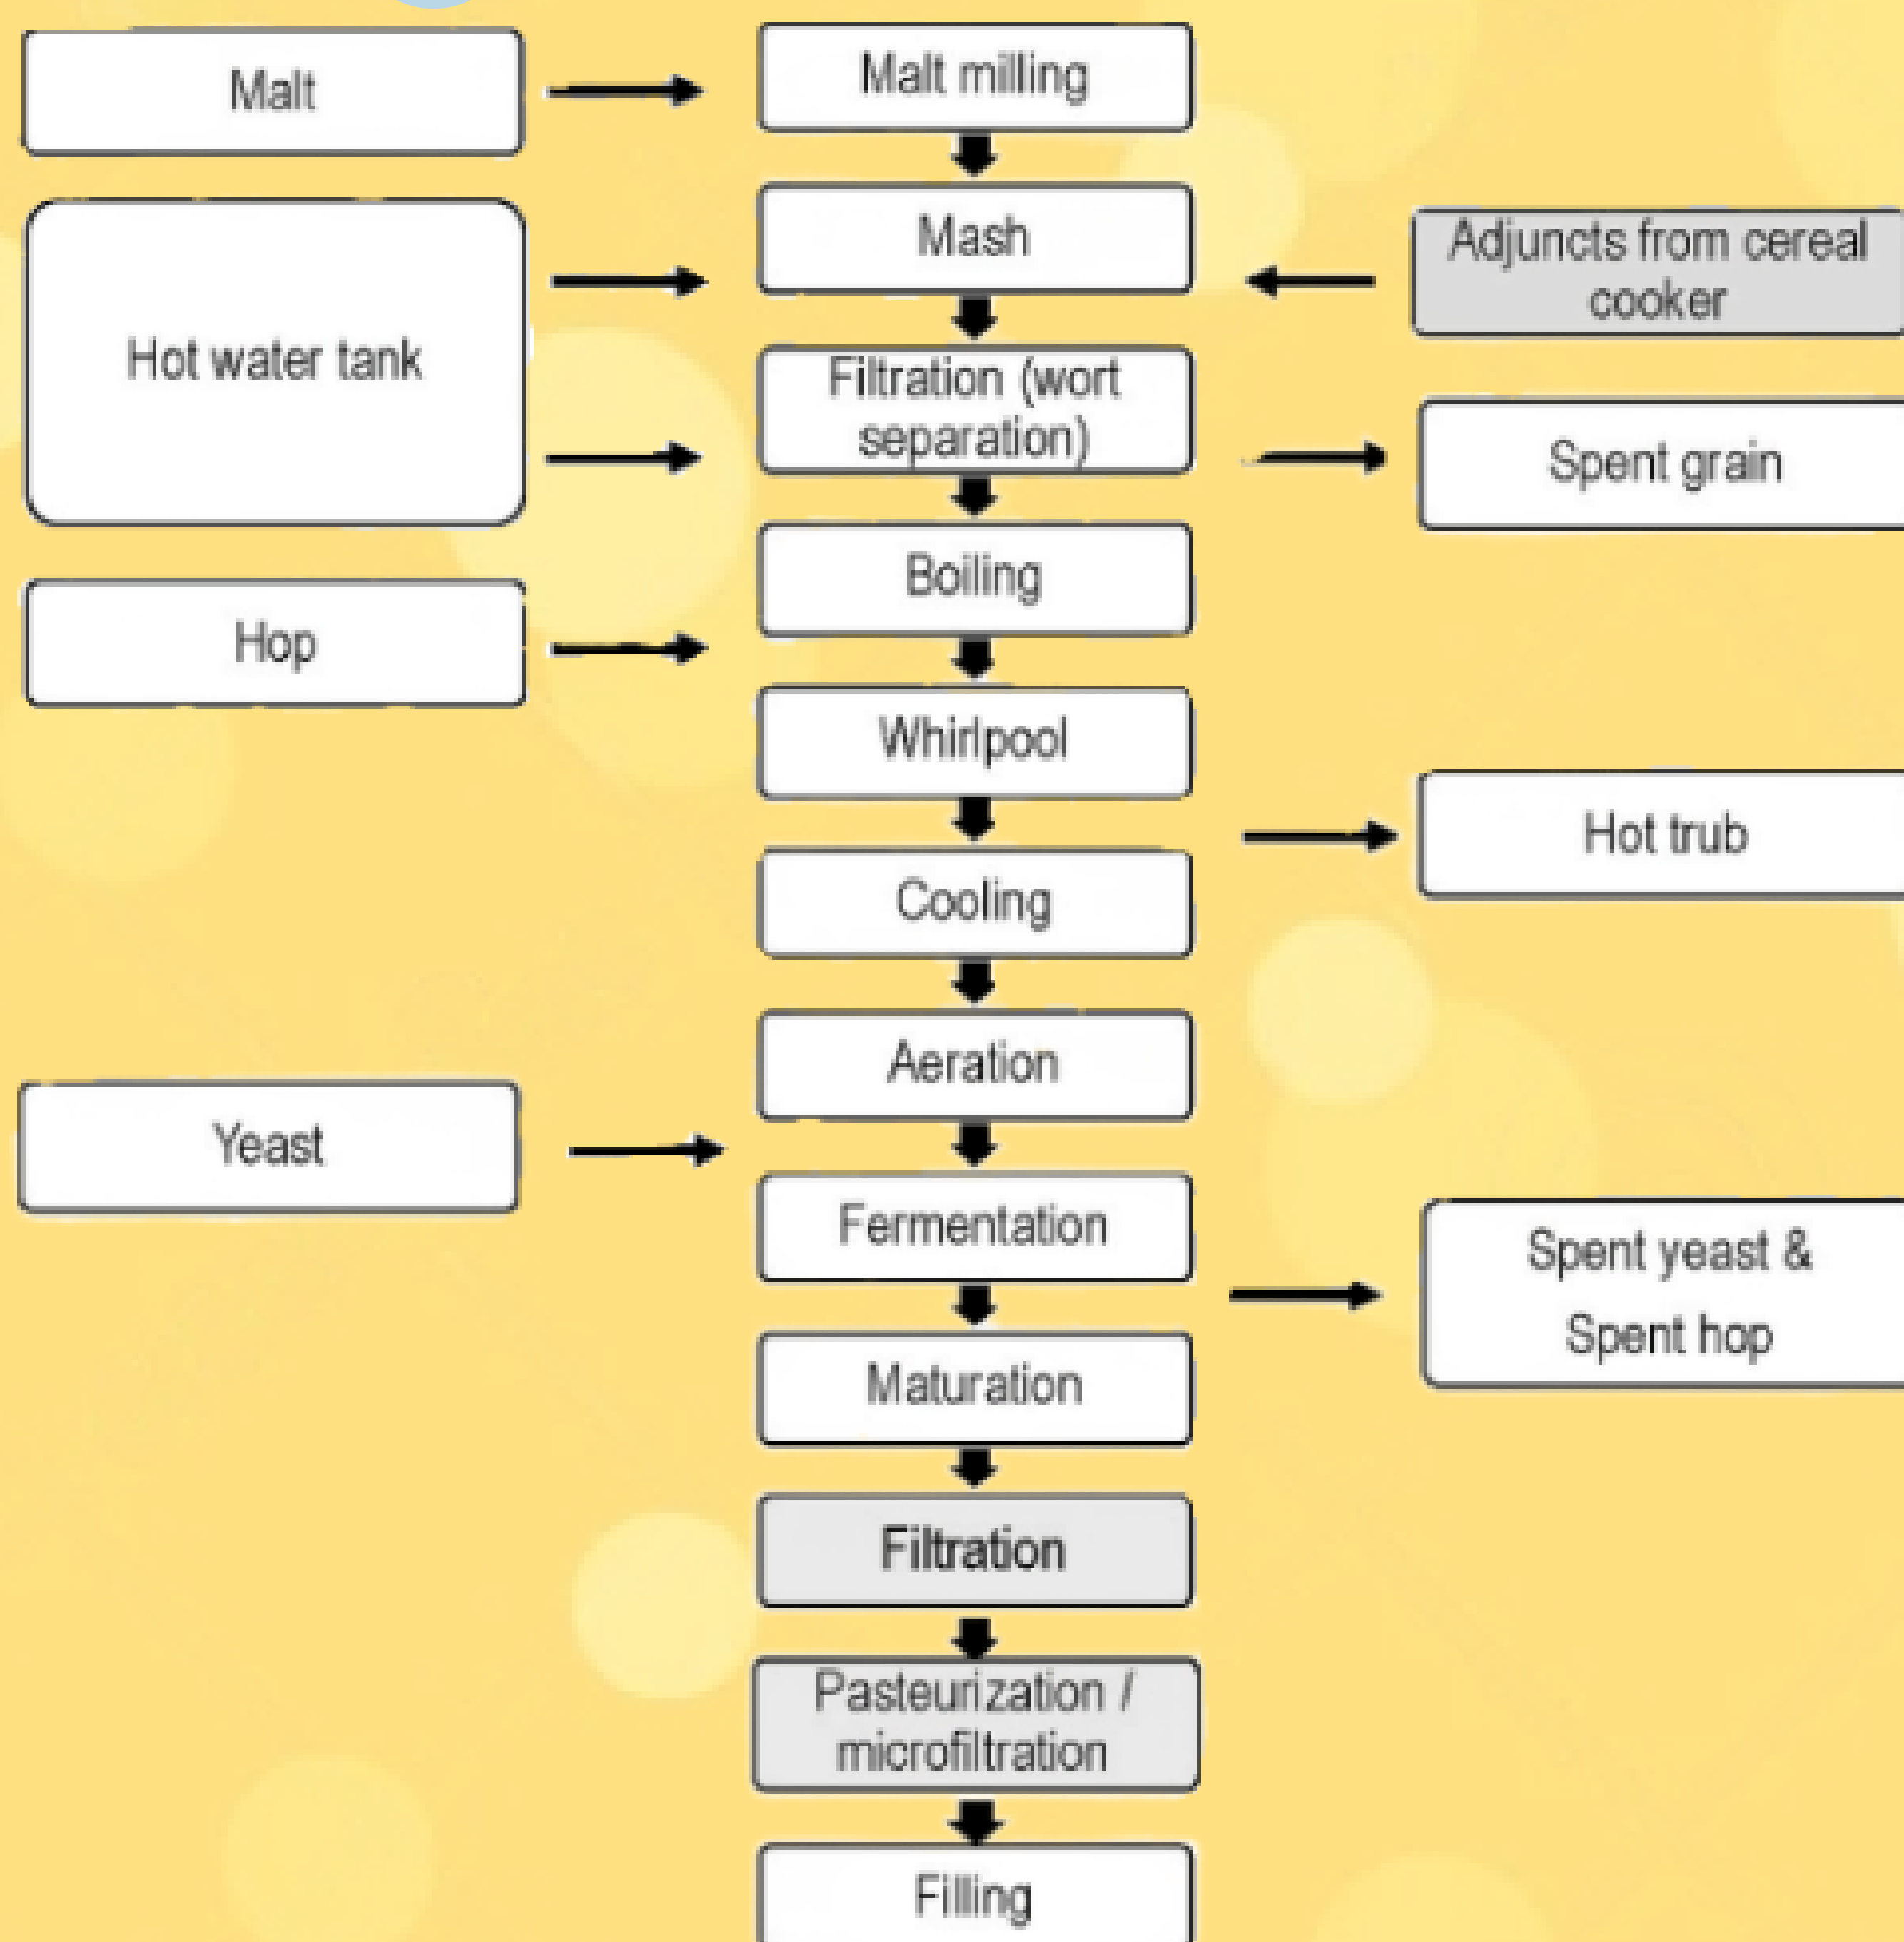 Malt
Malt milling
Mash
Adjuncts from cereal
cooker
Hot water tank
Filtration (wort
separation)
Spent grain
Boiling
Hop
Whirlpool
Hot trub
Cooling
Aeration
Yeast
Fermentation
Spent yeast &
Spent hop
Maturation
Filtration
Pasteurization /
microfiltration
Filling